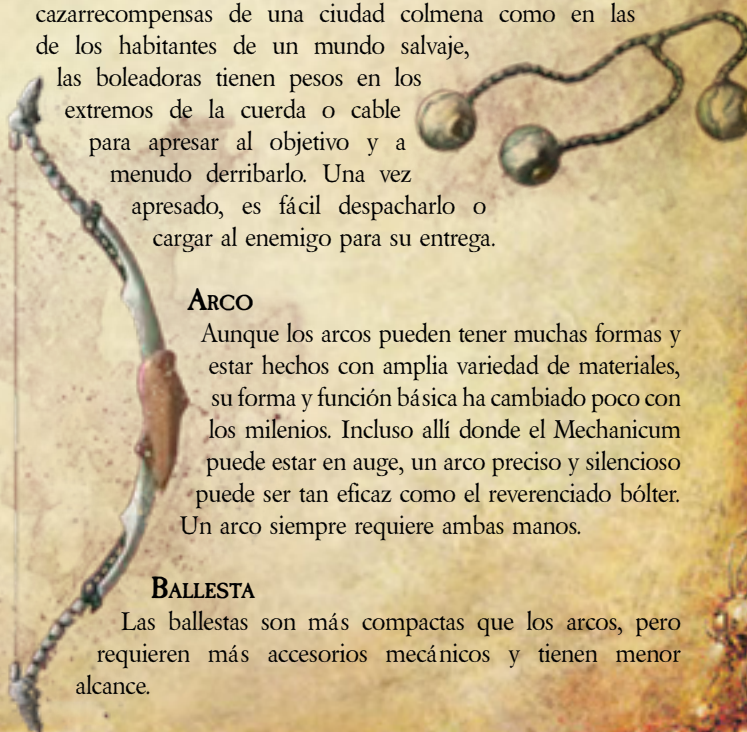 cazarrecompensas de una ciudad colmena como en las
de los habitantes de un mundo salvaje,
las boleadoras tienen pesos en los
extremos de la cuerda o cable
para apresar al objetivo y a
menudo derribarlo. Una vez
apresado, es fácil despacharlo o
cargar al enemigo para su entrega.
ARCO
Aunque los arcos pueden tener muchas formas y
estar hechos con amplia variedad de materiales,
su forma y función básica ha cambiado poco con
los milenios. Incluso allí donde el Mechanicum
puede estar en auge, un arco preciso y silencioso
puede ser tan eficaz como el reverenciado bólter.
Un arco siempre requiere ambas manos.
BALLESTA
Las ballestas son más compactas que los arcos, pero
requieren más accesorios mecánicos y tienen menor
alcance.